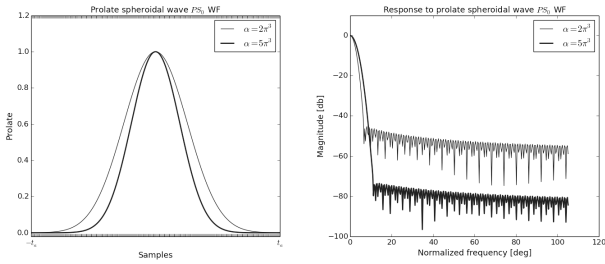 Prolate spheroidal wave PS₀ WF
1.2
1.0
0.8
0.6
0.4
0.2
0.0
Prolate
α=2π³
α=5π³
−tₙ
tₙ
Samples
Response to prolate spheroidal wave PS₀ WF
0
−20
−40
−60
−80
−100
Magnitude [db]
α=2π³
α=5π³
0
20
40
60
80
100
120
Normalized frequency [deg]